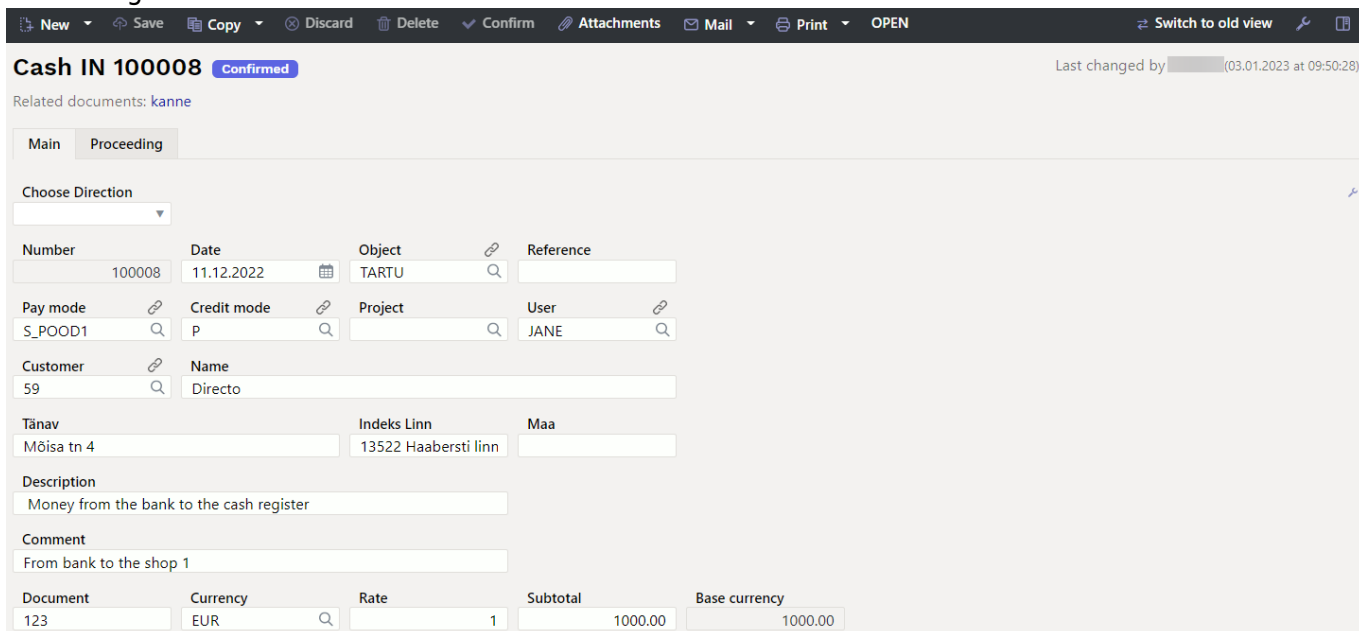 New Save Copy Discard Delete Confirm Attachments Mail Print OPEN Switch to old view
Cash IN 100008 Confirmed Last changed by (03.01.2023 at 09:50:28)
Related documents: kanne
Main Proceeding
Choose Direction
Number Date Object Reference
100008 11.12.2022 TARTU
Pay mode Credit mode Project User
S_POOD1 P JANE
Customer Name
59 Directo
Tänav Indeks Linn Maa
Mõisa tn 4 13522 Haabersti linn
Description
Money from the bank to the cash register
Comment
From bank to the shop 1
Document Currency Rate Subtotal Base currency
123 EUR 1 1000.00 1000.00